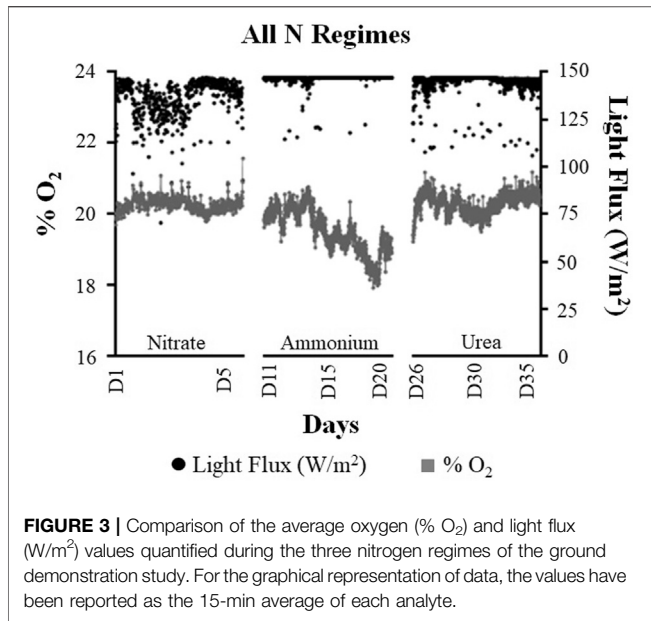 All N Regimes
24
22
20
18
16
% O₂
150
125
100
75
50
25
0
Light Flux (W/m²)
Nitrate
Ammonium
Urea
D1
D5
D11
D15
D20
D26
D30
D35
Days
● Light Flux (W/m²) ■ % O₂
FIGURE 3 | Comparison of the average oxygen (% O₂) and light flux
(W/m²) values quantified during the three nitrogen regimes of the ground
demonstration study. For the graphical representation of data, the values have
been reported as the 15-min average of each analyte.